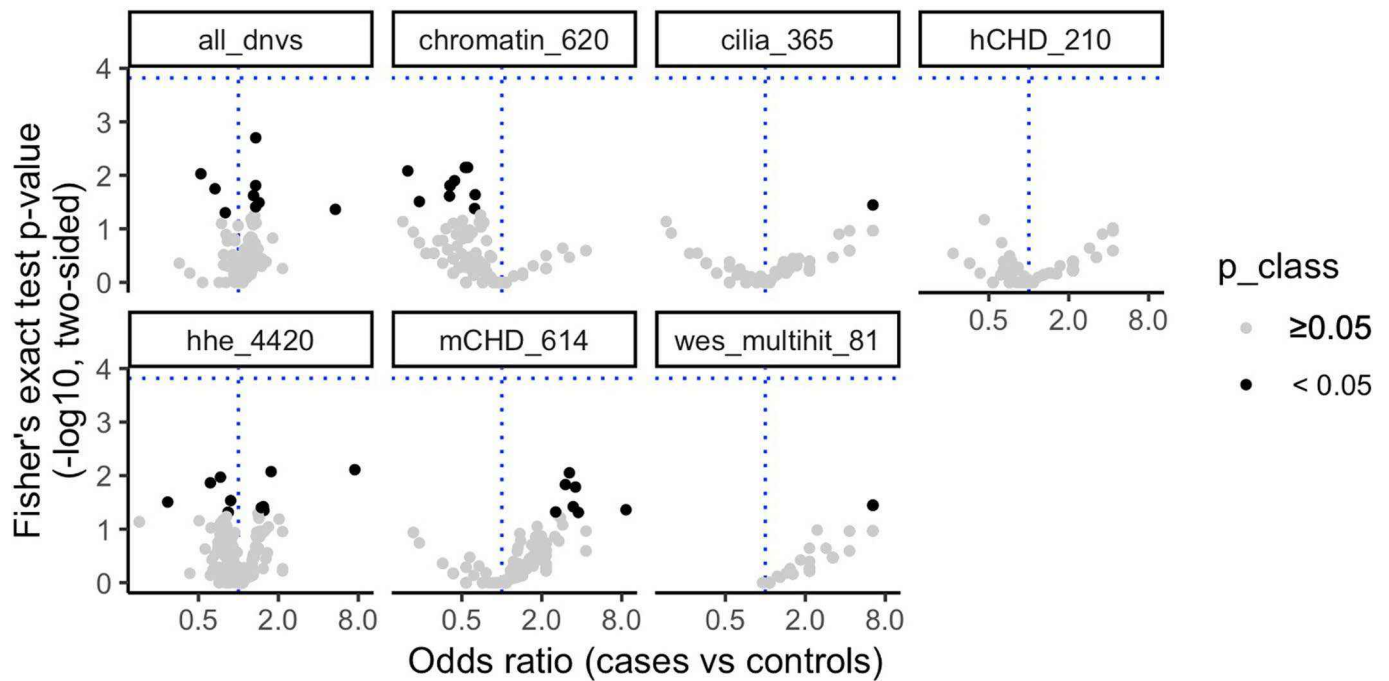 all_dnvs
chromatin_620
cilia_365
hCHD_210
4
3
2
1
0
0.5
2.0
8.0
hhe_4420
mCHD_614
wes_multihit_81
4
3
2
1
0
0.5
2.0
8.0
0.5
2.0
8.0
0.5
2.0
8.0
Fisher's exact test p-value
(-log10, two-sided)
Odds ratio (cases vs controls)
p_class
≥0.05
< 0.05